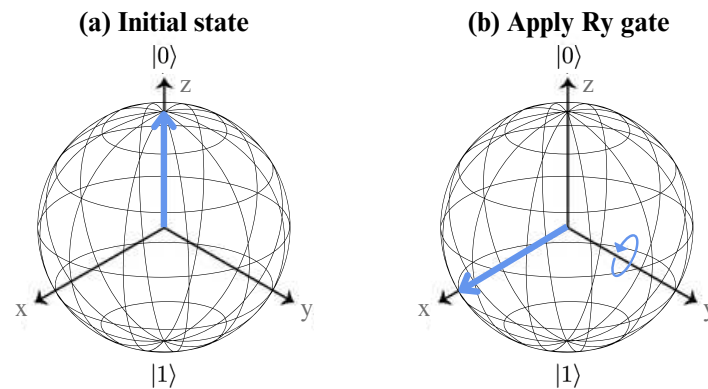 (a) Initial state
|0⟩
z
x
y
|1⟩
(b) Apply Ry gate
|0⟩
z
x
y
|1⟩